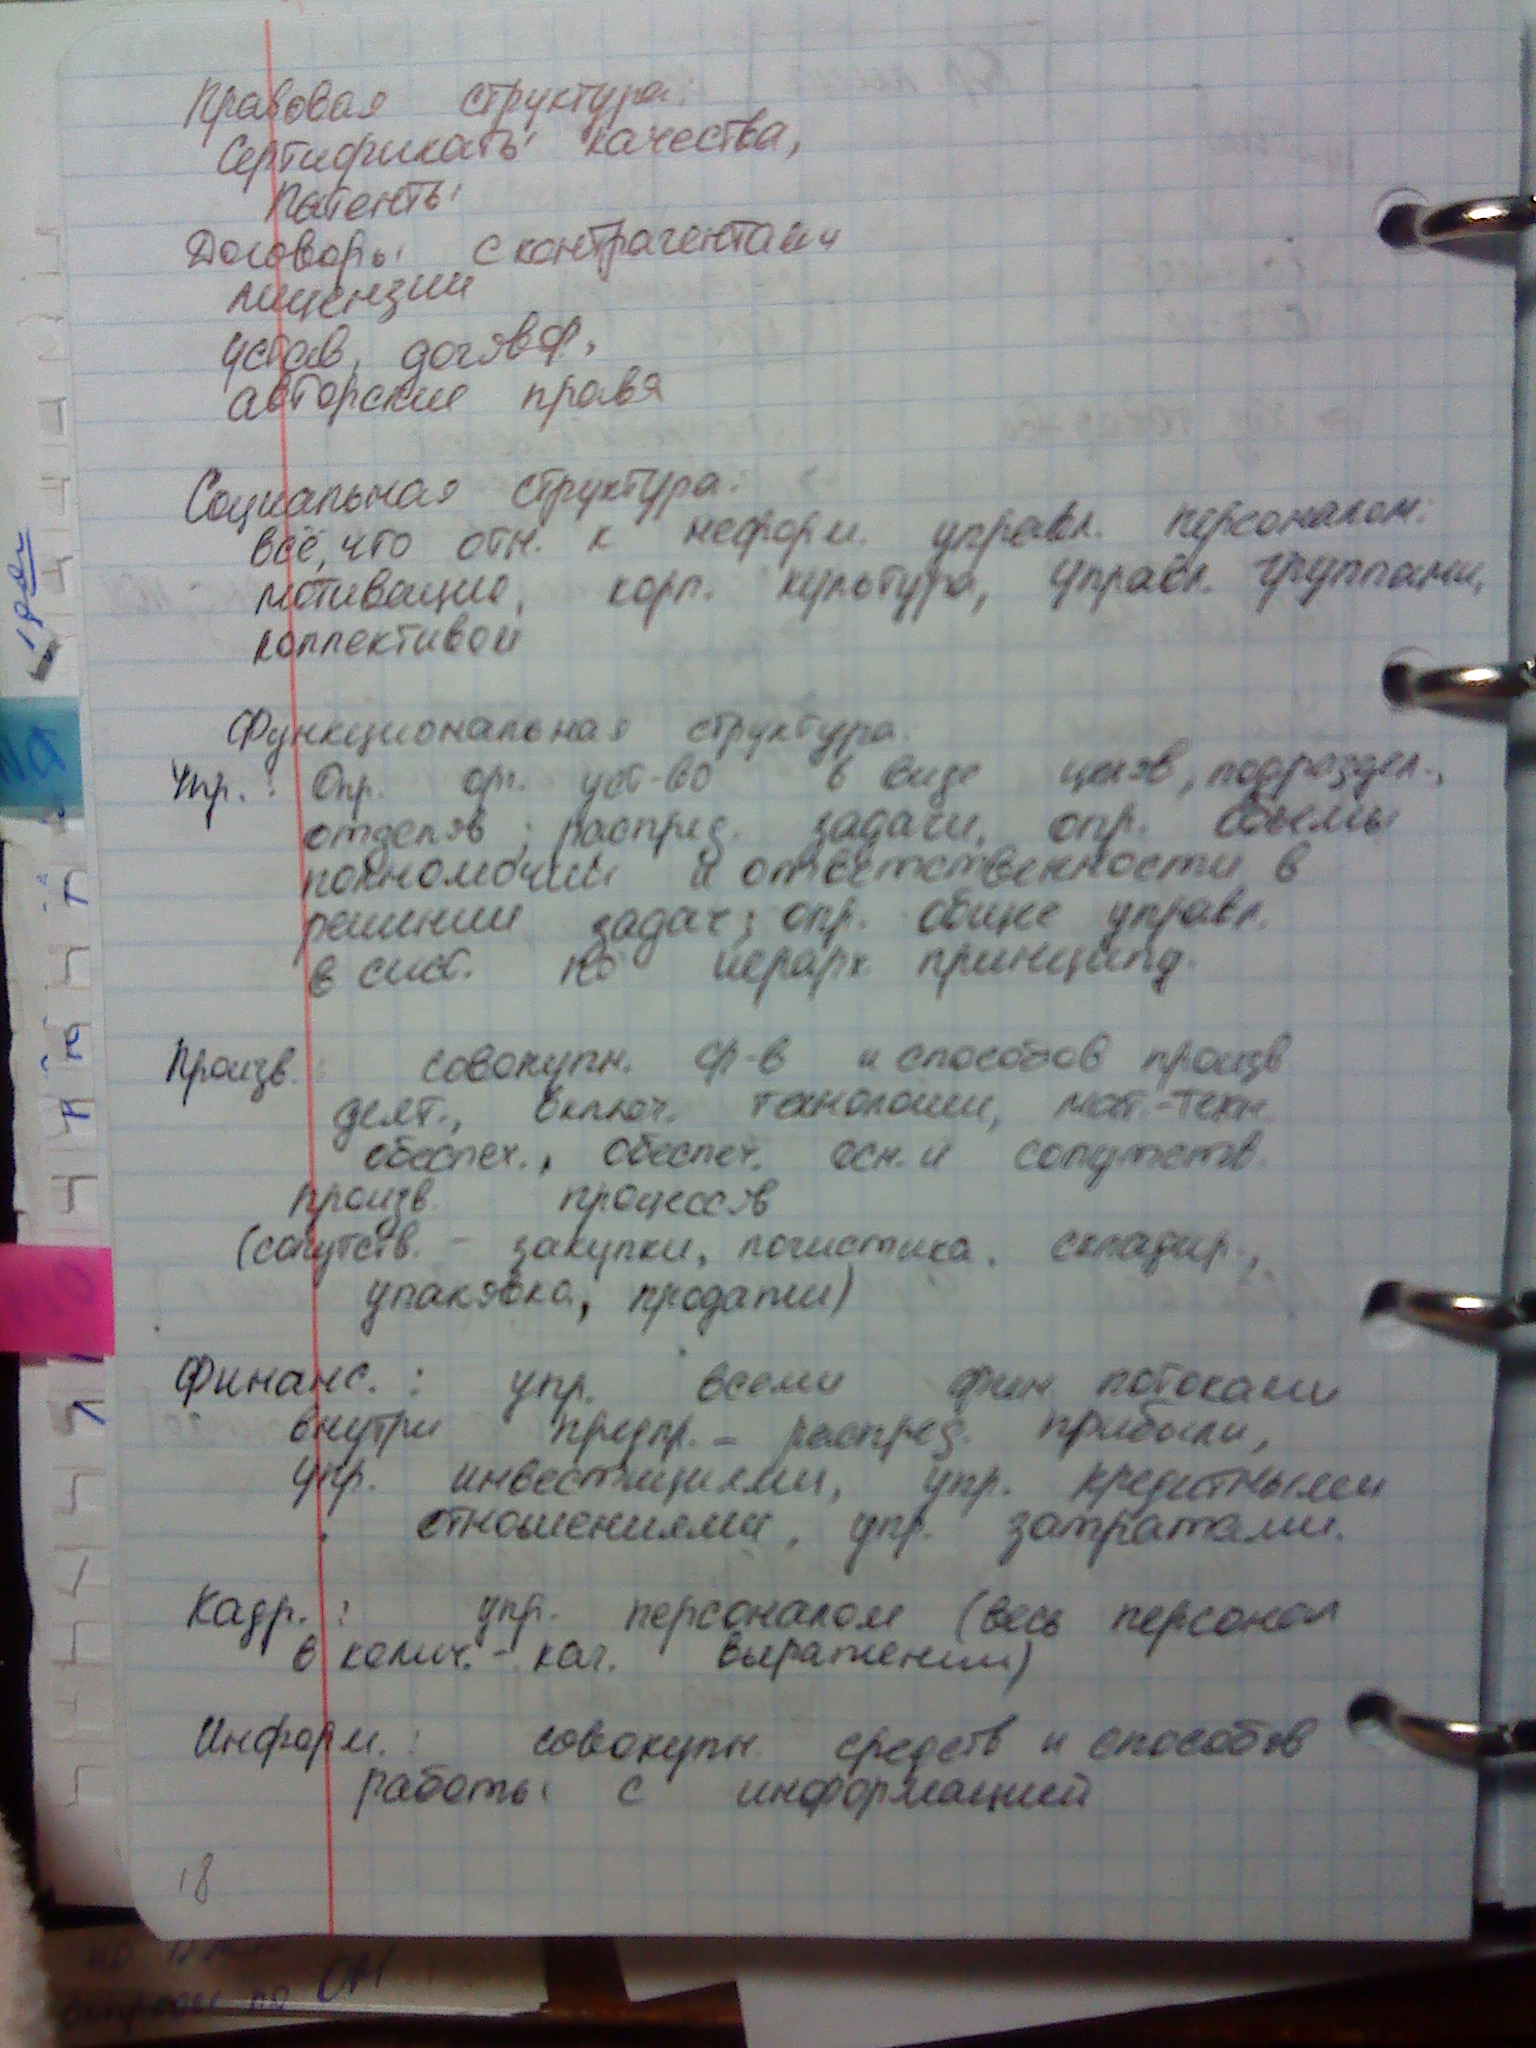 Правовая структура:
Сертификаты качества,
Патенты
Договоры с контрагентами
лицензии
устав, договор,
авторские права
Социальная структура:
всё, что отн. к неформ. управл. персоналом:
мотивацию, корп. культура, управл. группами,
коллективом
Функциональная структура:
Упр.: Опр. орг. уст-во в виде цехов, подраздел.,
отделов; распред. задачи, опр. объемы
полномочий и ответственности в
решении задач; опр. общие управл.
в сист. по иерарх. принципу.
Произв.: совокупн. ср-в и способов произв
деят., включ. технологии, мат.-техн.
обеспеч., обеспеч. осн. и сопутств.
произв. процессов
(сопутств. - закупки, логистика, складир.,
упаковка, продажи)
Финанс.: упр. всеми фин потоками
внутри предпр. - распред. прибыли,
упр. инвестициями, упр. кредитными
отношениями, упр. затратами.
Кадр.: упр. персоналом (весь персонал
в колич. - кач. выражении)
Информ.: совокупн. средств и способов
работы с информацией
18
вопросы по ОМ